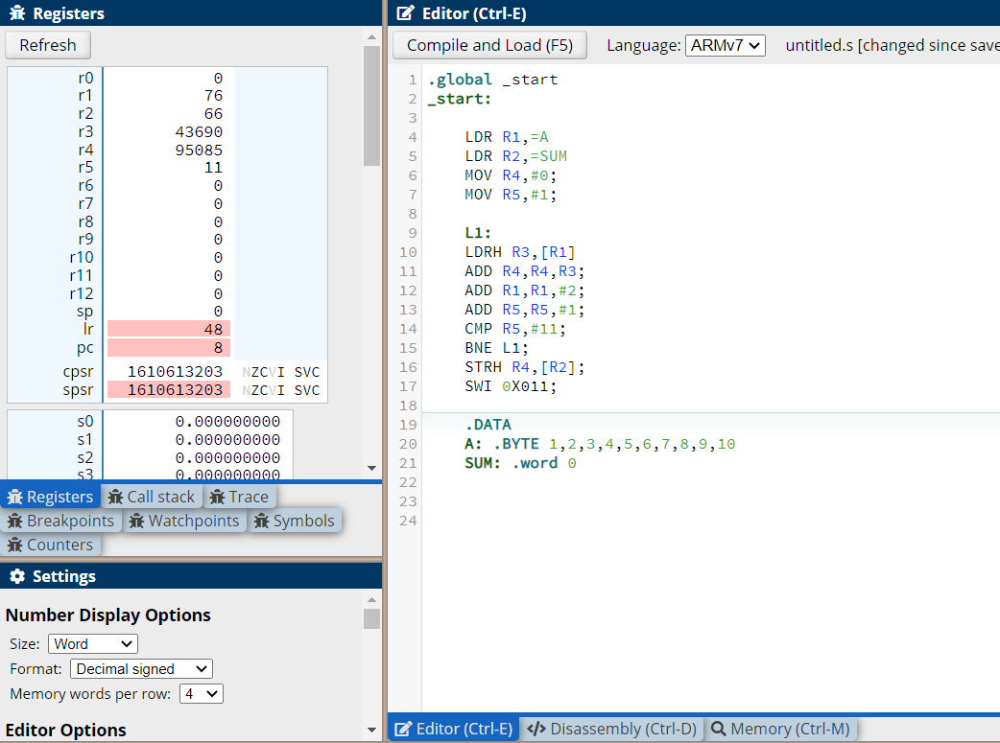 Registers
Refresh
r0 0
r1 76
r2 66
r3 43690
r4 95085
r5 11
r6 0
r7 0
r8 0
r9 0
r10 0
r11 0
r12 0
sp 0
lr 48
pc 8
cpsr 1610613203 NZCVI SVC
spsr 1610613203 NZCVI SVC
s0 0.000000000
s1 0.000000000
s2 0.000000000
s3 0.000000000
Registers Call stack Trace
Breakpoints Watchpoints Symbols
Counters
Settings
Number Display Options
Size: Word
Format: Decimal signed
Memory words per row: 4
Editor Options
Editor (Ctrl-E)
Compile and Load (F5) Language: ARMv7 untitled.s [changed since save
1 .global _start
2 _start:
3
4 LDR R1,=A
5 LDR R2,=SUM
6 MOV R4,#0;
7 MOV R5,#1;
8
9 L1:
10 LDRH R3,[R1]
11 ADD R4,R4,R3;
12 ADD R1,R1,#2;
13 ADD R5,R5,#1;
14 CMP R5,#11;
15 BNE L1;
16 STRH R4,[R2];
17 SWI 0X011;
18
19 .DATA
20 A: .BYTE 1,2,3,4,5,6,7,8,9,10
21 SUM: .word 0
22
23
24
Editor (Ctrl-E) Disassembly (Ctrl-D) Memory (Ctrl-M)